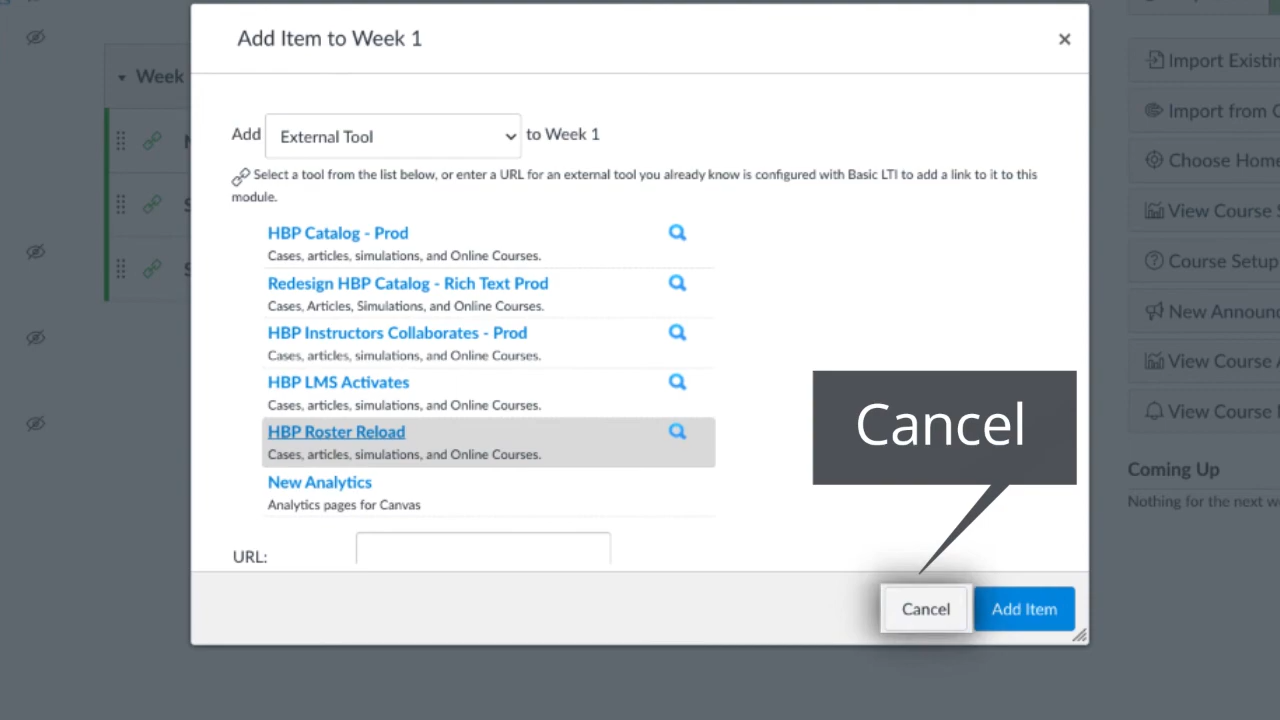 Add Item to Week 1
×
Week
Add External Tool to Week 1
Select a tool from the list below, or enter a URL for an external tool you already know is configured with Basic LTI to add a link to it to this
module.
HBP Catalog - Prod
Cases, articles, simulations, and Online Courses.
Redesign HBP Catalog - Rich Text Prod
Cases, Articles, Simulations, and Online Courses.
HBP Instructors Collaborates - Prod
Cases, articles, simulations, and Online Courses.
HBP LMS Activates
Cases, articles, simulations, and Online Courses.
HBP Roster Reload
Cases, articles, simulations, and Online Courses.
New Analytics
Analytics pages for Canvas
URL:
Cancel
Cancel
Add Item
Import Existin
Import from C
Choose Home
View Course S
Course Setup
New Announc
View Course A
View Course
Coming Up
Nothing for the next w